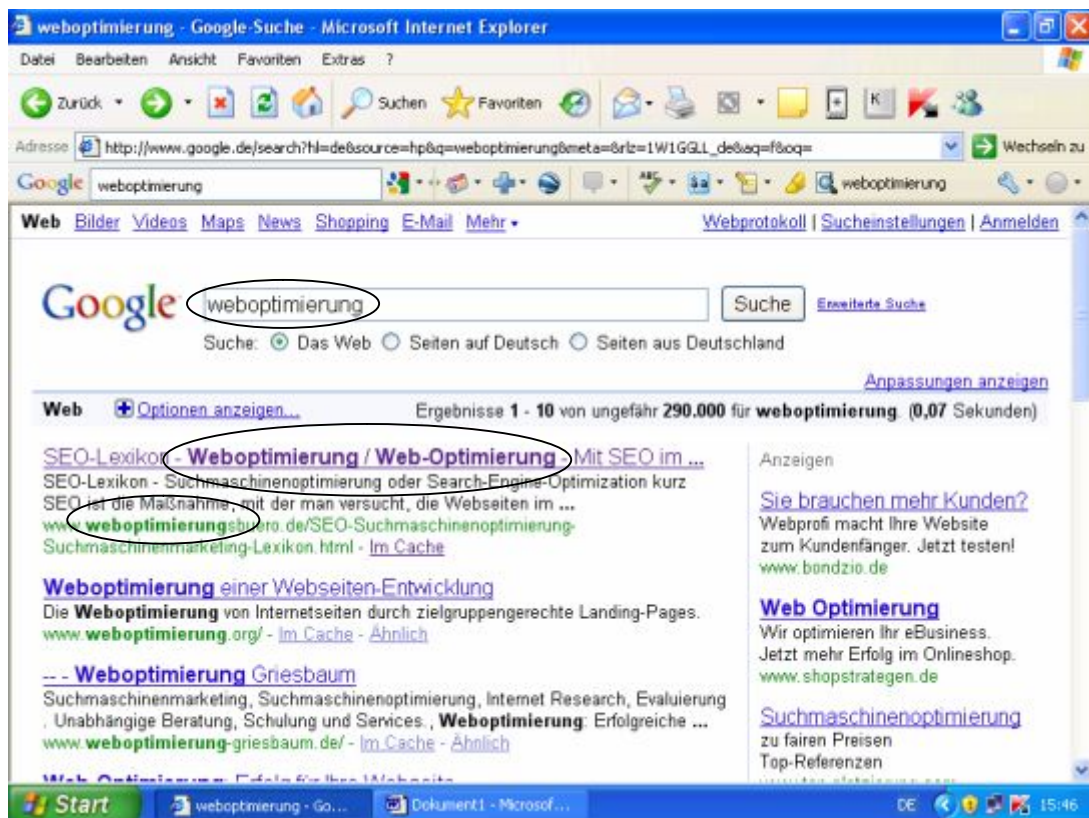 weboptimierung - Google-Suche - Microsoft Internet Explorer
Datei Bearbeiten Ansicht Favoriten Extras ?
Zurück Suchen Favoriten K
Adresse http://www.google.de/search?hl=de&source=hp&q=weboptimierung&meta=&rlz=1W1GGLL_de&aq=f&oq= Wechseln zu
Google weboptimierung weboptimierung
Web Bilder Videos Maps News Shopping E-Mail Mehr Webprotokoll | Sucheinstellungen | Anmelden
Google weboptimierung Suche Erweiterte Suche
Suche: Das Web Seiten auf Deutsch Seiten aus Deutschland
Anpassungen anzeigen
Web Optionen anzeigen... Ergebnisse 1 - 10 von ungefähr 290.000 für weboptimierung. (0,07 Sekunden)
SEO-Lexikon - Weboptimierung / Web-Optimierung - Mit SEO im ...
SEO-Lexikon - Suchmaschinenoptimierung oder Search-Engine-Optimization kurz
SEO ist die Maßnahme, mit der man versucht, die Webseiten im ...
www.weboptimierungsbuero.de/SEO-Suchmaschinenoptimierung-
Suchmaschinenmarketing-Lexikon.html - Im Cache
Weboptimierung einer Webseiten-Entwicklung
Die Weboptimierung von Internetseiten durch zielgruppengerechte Landing-Pages.
www.weboptimierung.org/ - Im Cache - Ähnlich
-- - Weboptimierung Griesbaum
Suchmaschinenmarketing, Suchmaschinenoptimierung, Internet Research, Evaluierung
. Unabhängige Beratung, Schulung und Services., Weboptimierung: Erfolgreiche ...
www.weboptimierung-griesbaum.de/ - Im Cache - Ähnlich
Web-Optimierung: Erfolg für Ihre Webseite
Anzeigen
Sie brauchen mehr Kunden?
Webprofi macht Ihre Website
zum Kundenfänger. Jetzt testen!
www.bondzio.de
Web Optimierung
Wir optimieren Ihr eBusiness.
Jetzt mehr Erfolg im Onlineshop.
www.shopstrategen.de
Suchmaschinenoptimierung
zu fairen Preisen
Top-Referenzen
Start weboptimierung - Go... Dokument1 - Microsof... DE 15:46